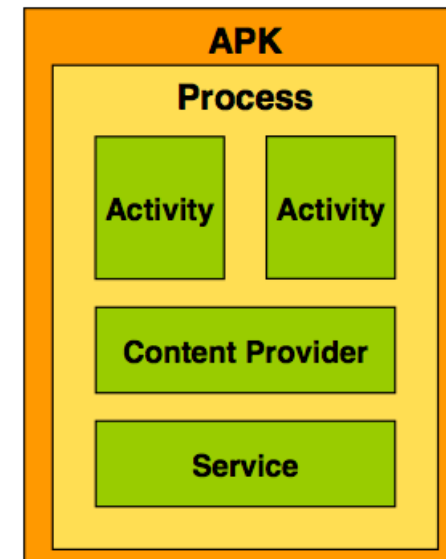 APK
Process
Activity Activity
Content Provider
Service